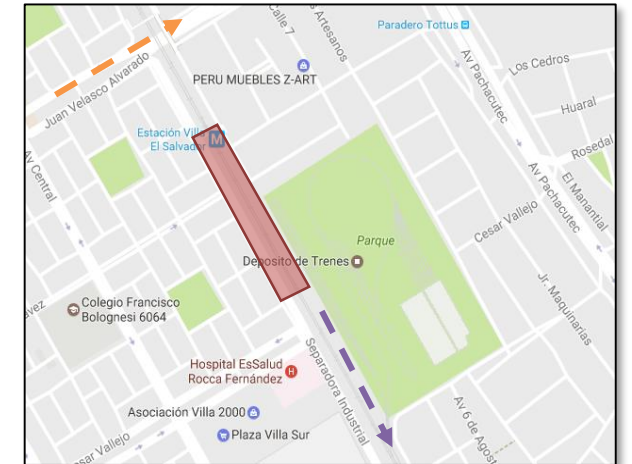 Calle 7
Artesanos
Paradero Tottus
Juan Velasco Alvarado
PERU MUEBLES Z-ART
Av Pachacutec
Los Cedros
Huaral
Estación Villa
El Salvador
M
Rosedal
Av Central
Av Pachacutec
El Manantial
Cesar Vallejo
Parque
Deposito de Trenes
Jr. Maquinarias
Colegio Francisco
Bolognesi 6064
Hospital EsSalud
Rocca Fernández
H
Separadora Industrial
Asociación Villa 2000
Plaza Villa Sur
Av 6 de Agost
sar Vallejo